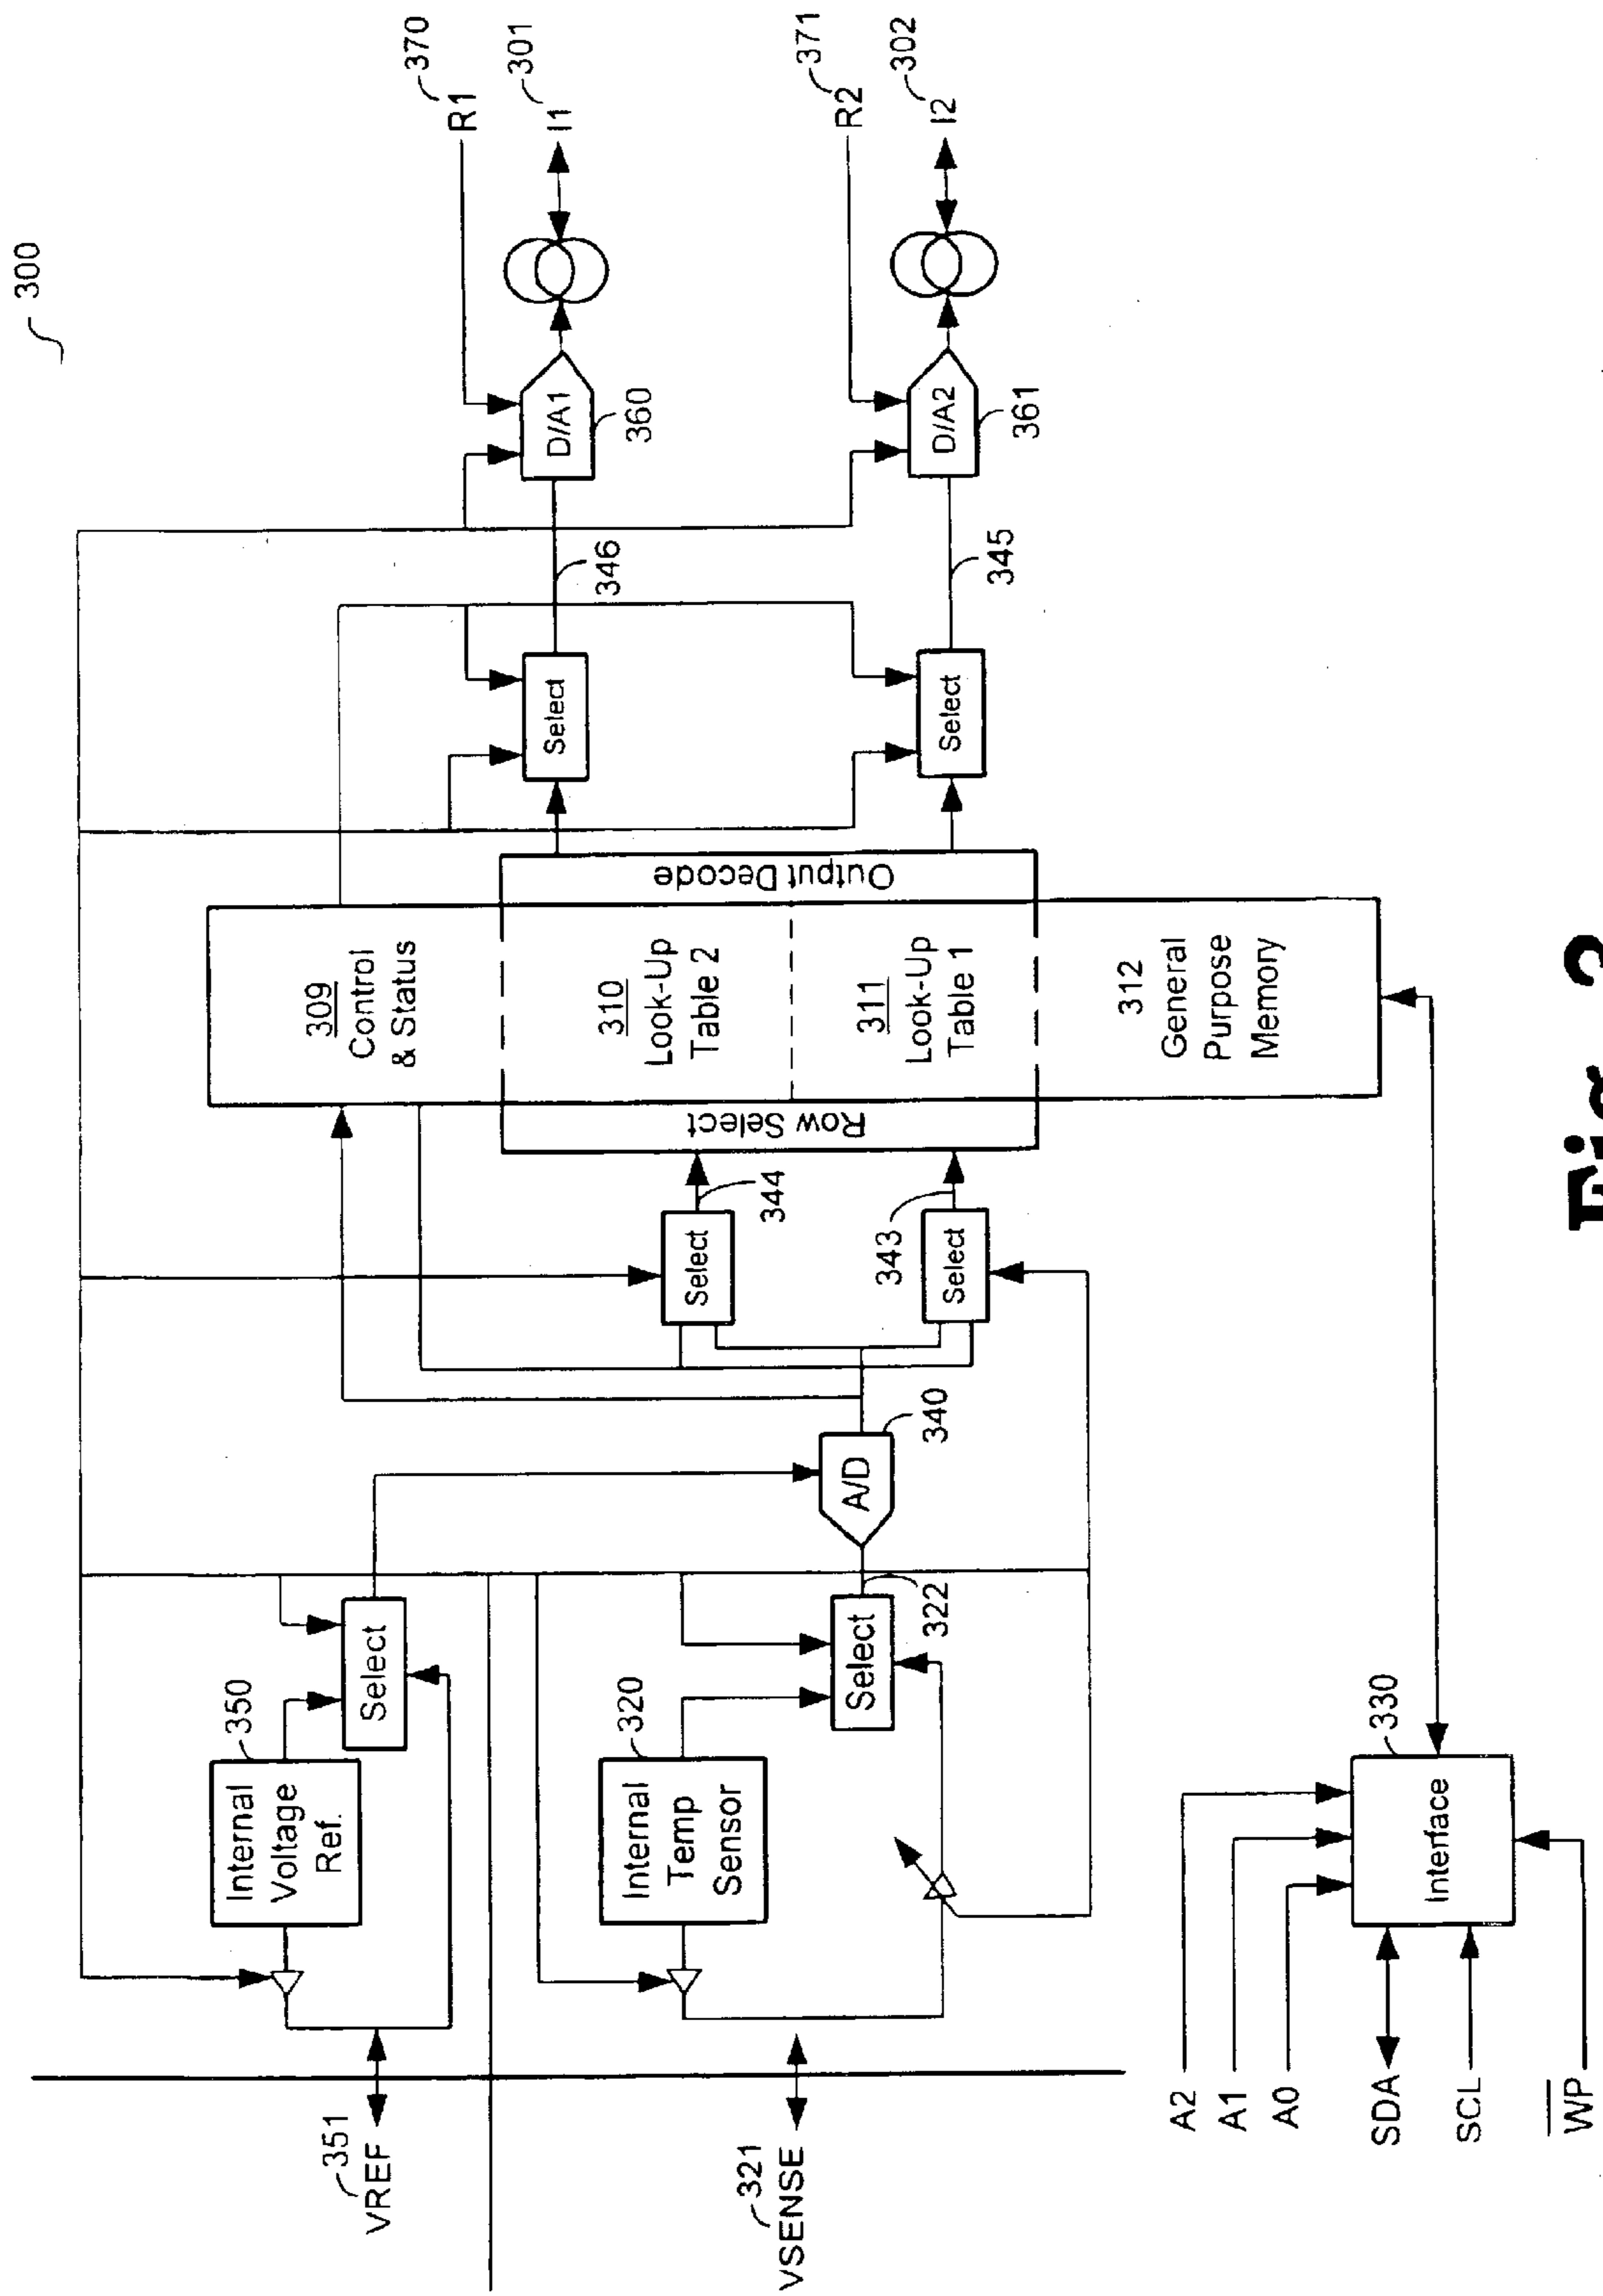 300
370
R1
301
I1
371
R2
302
I2
D/A1
360
D/A2
361
346
345
Select
Select
Output Decode
309
Control
& Status
310
Look-Up
Table 2
311
Look-Up
Table 1
312
General
Purpose
Memory
Row Select
344
343
Select
Select
340
A/D
322
Select
Select
350
Internal
Voltage
Ref.
320
Internal
Temp
Sensor
330
Interface
351
VREF
321
VSENSE
A2
A1
A0
SDA
SCL
WP